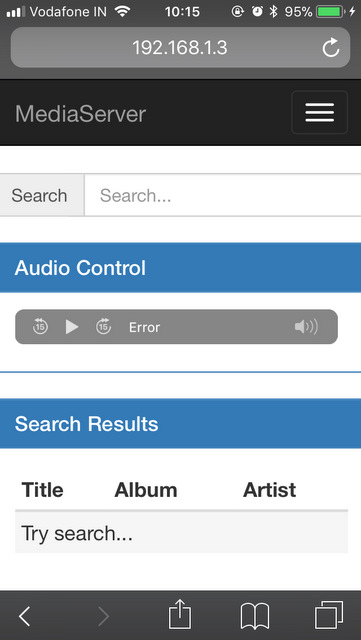 Vodafone IN 10:15 95%
192.168.1.3
MediaServer
Search Search...
Audio Control
15 15 Error
Search Results
Title Album Artist
Try search...